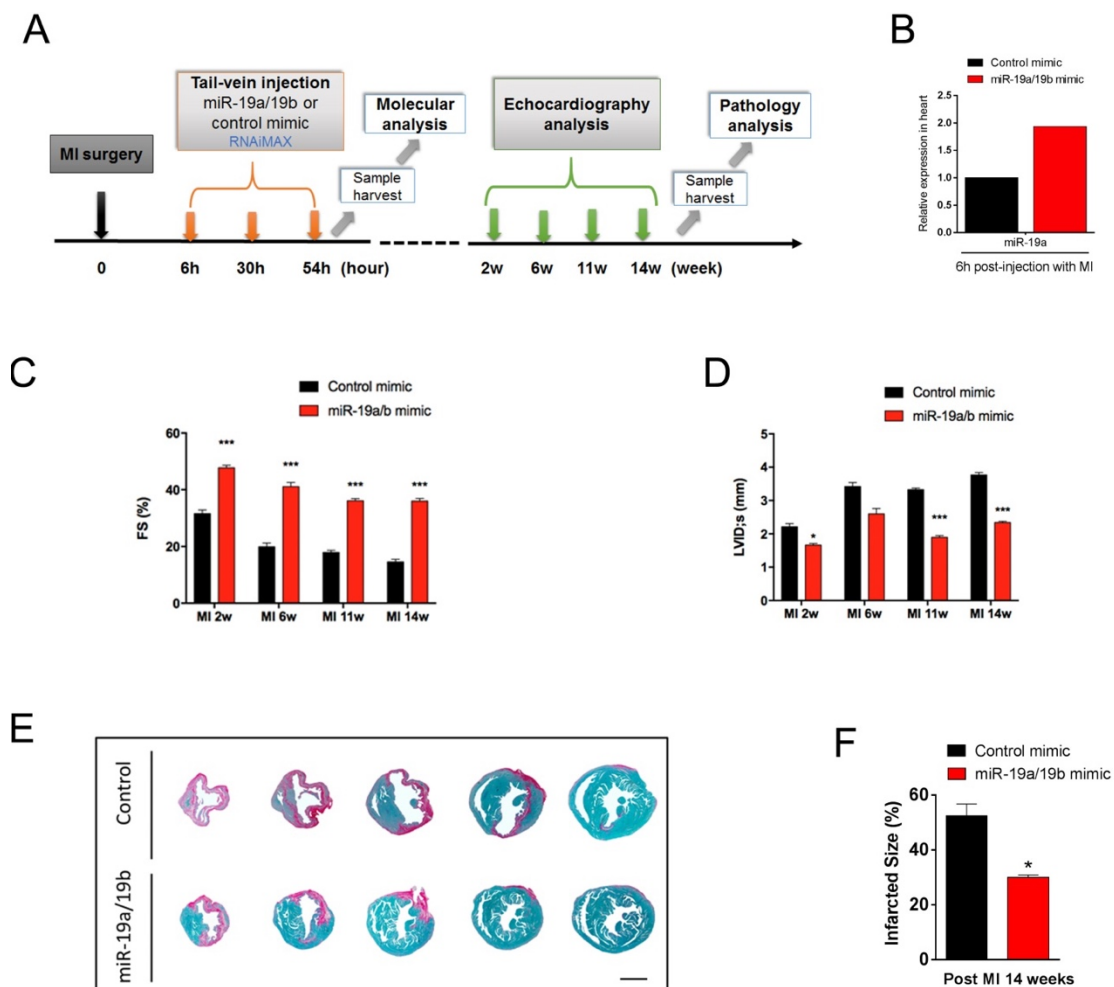 A
Tail-vein injection
miR-19a/19b or
control mimic
RNAiMAX
MI surgery
Molecular
analysis
Sample
harvest
Echocardiography
analysis
Pathology
analysis
Sample
harvest
0 6h 30h 54h (hour) 2w 6w 11w 14w (week)
B
Control mimic
miR-19a/19b mimic
Relative expression in heart
2.5
2.0
1.5
1.0
0.5
0.0
miR-19a
6h post-injection with MI
C
Control mimic
miR-19a/b mimic
FS (%)
60
40
20
0
*** *** *** ***
MI 2w MI 6w MI 11w MI 14w
D
Control mimic
miR-19a/b mimic
LVID;s (mm)
5
4
3
2
1
0
* *** ***
MI 2w MI 6w MI 11w MI 14w
E
Control
miR-19a/19b
F
Control mimic
miR-19a/19b mimic
Infarcted Size (%)
60
40
20
0
*
Post MI 14 weeks